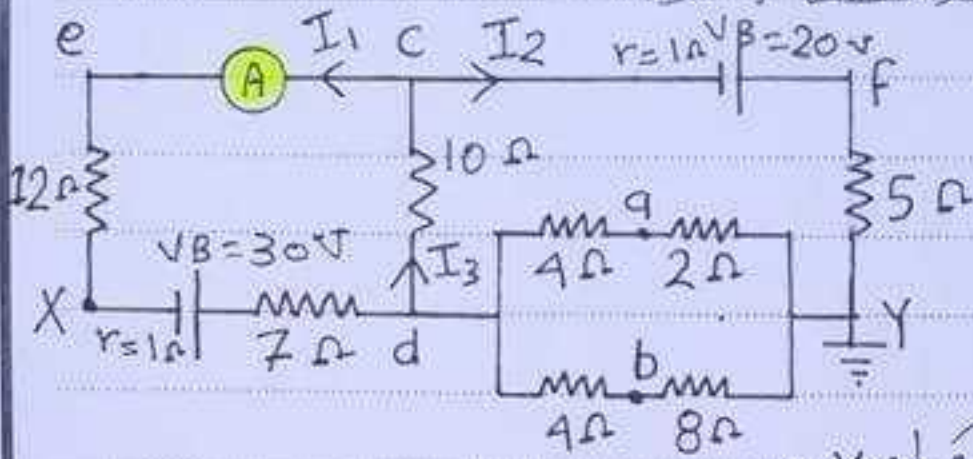 e A I1 c I2 r=1Ω VB=20v f
12Ω 10Ω 5Ω
VB=30V I3 a
4Ω 2Ω
X r=1Ω 7Ω d Y
b
4Ω 8Ω